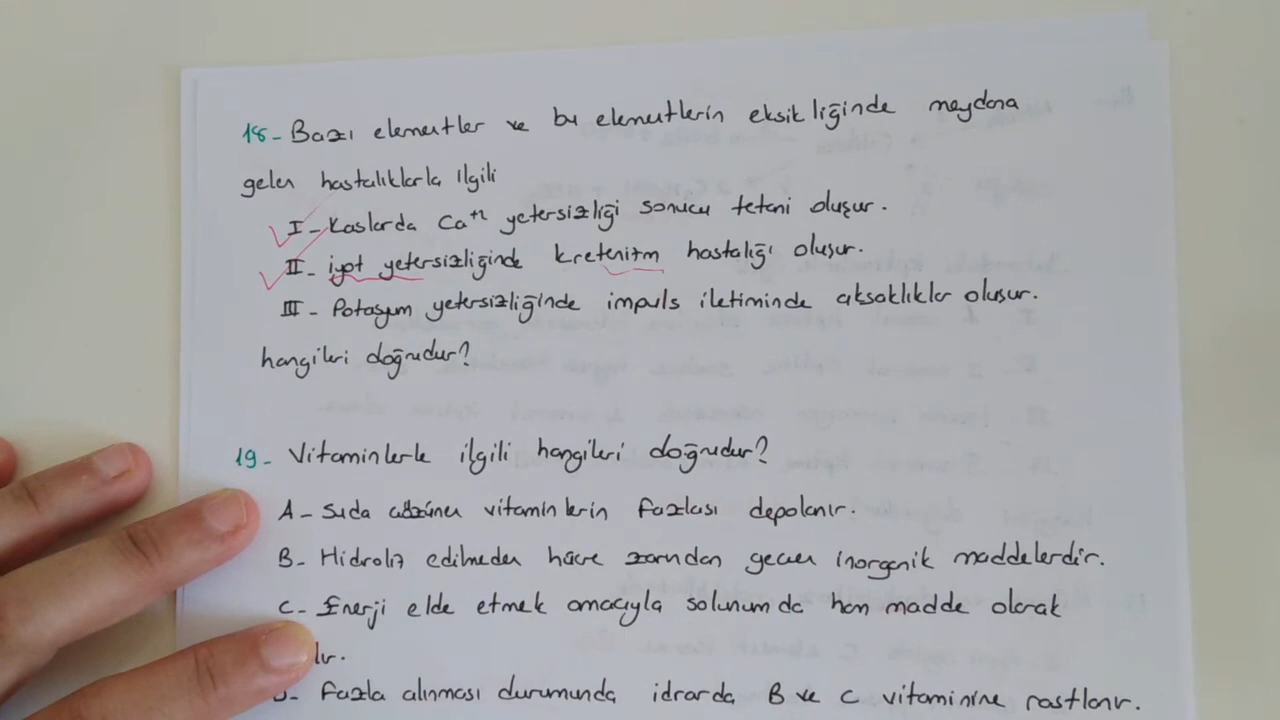 18- Bazı elementler ve bu elementlerin eksikliğinde meydana
gelen hastalıklarla ilgili
I- Kaslarda Ca+2 yetersizliği sonucu tetani oluşur.
II- iyot yetersizliğinde kretenizm hastalığı oluşur.
III- Potasyum yetersizliğinde impuls iletiminde aksaklıklar oluşur.
hangileri doğrudur?
19- Vitaminlerle ilgili hangileri doğrudur?
A- Suda çözünen vitaminlerin fazlası depolanır.
B- Hidroliz edilmeden hücre zarından geçen inorganik maddelerdir.
C- Enerji elde etmek amacıyla solunumda ham madde olarak
lır.
D- Fazla alınması durumunda idrarda B ve C vitaminine rastlanır.